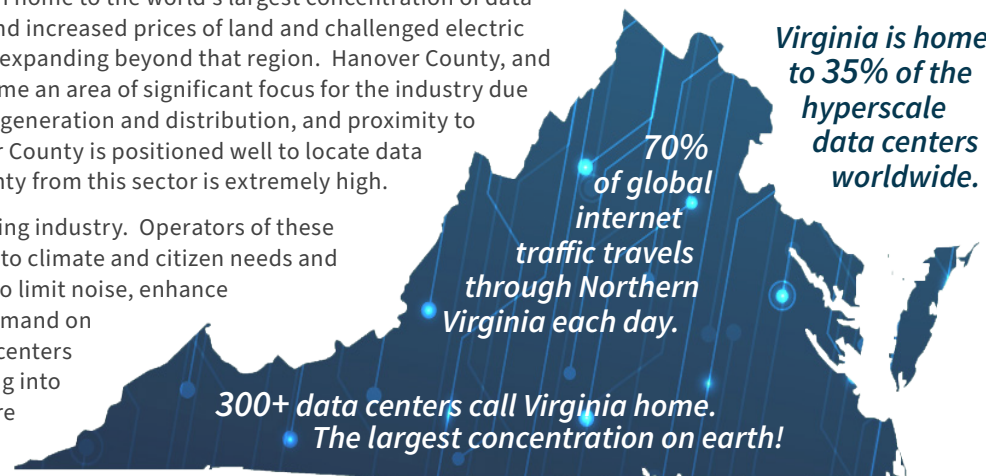 home to the world's largest concentration of data
nd increased prices of land and challenged electric
expanding beyond that region. Hanover County, and
me an area of significant focus for the industry due
generation and distribution, and proximity to
r County is positioned well to locate data
nty from this sector is extremely high.
ing industry. Operators of these
to climate and citizen needs and
o limit noise, enhance
mand on
centers
g into
re
Virginia is home
to 35% of the
hyperscale
data centers
worldwide.
70%
of global
internet
traffic travels
through Northern
Virginia each day.
300+ data centers call Virginia home.
The largest concentration on earth!